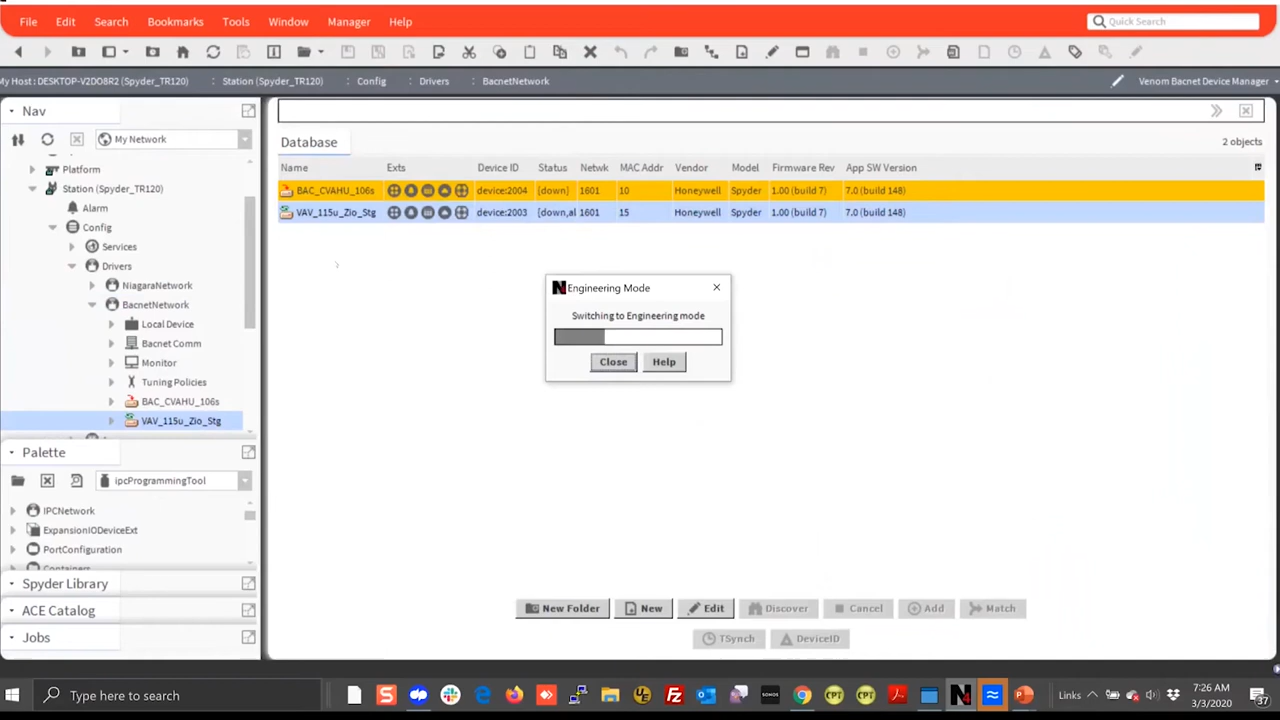 File Edit Search Bookmarks Tools Window Manager Help
Quick Search
My Host : DESKTOP-V2DO8R2 (Spyder_TR120) : Station (Spyder_TR120) : Config : Drivers : BacnetNetwork
Venom Bacnet Device Manager
Nav
My Network
Platform
Station (Spyder_TR120)
Alarm
Config
Services
Drivers
NiagaraNetwork
BacnetNetwork
Local Device
Bacnet Comm
Monitor
Tuning Policies
BAC_CVAHU_106s
VAV_115u_Zio_Stg
Palette
ipcProgrammingTool
IPCNetwork
ExpansionIODeviceExt
PortConfiguration
Containers
Spyder Library
ACE Catalog
Jobs
Database
2 objects
Name Exts Device ID Status Netwk MAC Addr Vendor Model Firmware Rev App SW Version
BAC_CVAHU_106s device:2004 {down} 1601 10 Honeywell Spyder 1.00 (build 7) 7.0 (build 148)
VAV_115u_Zio_Stg device:2003 {down,al 1601 15 Honeywell Spyder 1.00 (build 7) 7.0 (build 148)
Engineering Mode
Switching to Engineering mode
Close Help
New Folder New Edit Discover Cancel Add Match
TSynch DeviceID
Type here to search
Links
7:26 AM
3/3/2020
37